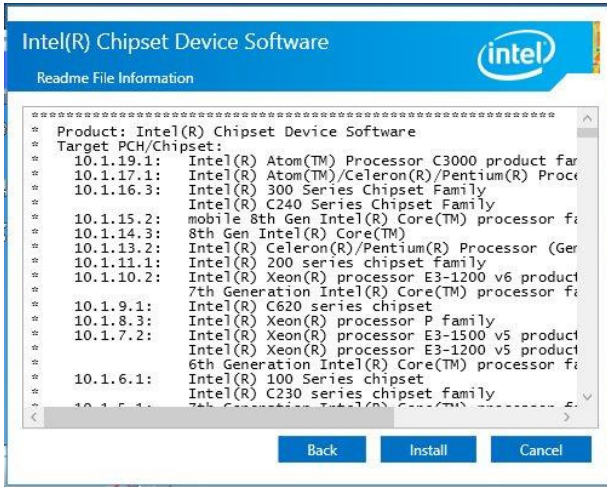 Intel(R) Chipset Device Software
intel
Readme File Information
************************************************************
* Product: Intel(R) Chipset Device Software
* Target PCH/Chipset:
* 10.1.19.1: Intel(R) Atom(TM) Processor C3000 product
* 10.1.17.1: Intel(R) Atom(TM)/Celeron(R)/Pentium(R)
* 10.1.16.3: Intel(R) 300 Series Chipset Family
* Intel(R) C240 Series Chipset Family
* 10.1.15.2: mobile 8th Gen Intel(R) Core(TM) processor
* 10.1.14.3: 8th Gen Intel(R) Core(TM)
* 10.1.13.2: Intel(R) Celeron(R)/Pentium(R) Processor
* 10.1.11.1: Intel(R) 200 series chipset family
* 10.1.10.2: Intel(R) Xeon(R) processor E3-1200 v6 product
* 7th Generation Intel(R) Core(TM) processor
* 10.1.9.1: Intel(R) C620 series chipset
* 10.1.8.3: Intel(R) Xeon(R) processor P family
* 10.1.7.2: Intel(R) Xeon(R) processor E3-1500 v5 product
* Intel(R) Xeon(R) processor E3-1200 v5 product
* 6th Generation Intel(R) Core(TM) processor
* 10.1.6.1: Intel(R) 100 Series chipset
* Intel(R) C230 series chipset family
Back Install Cancel